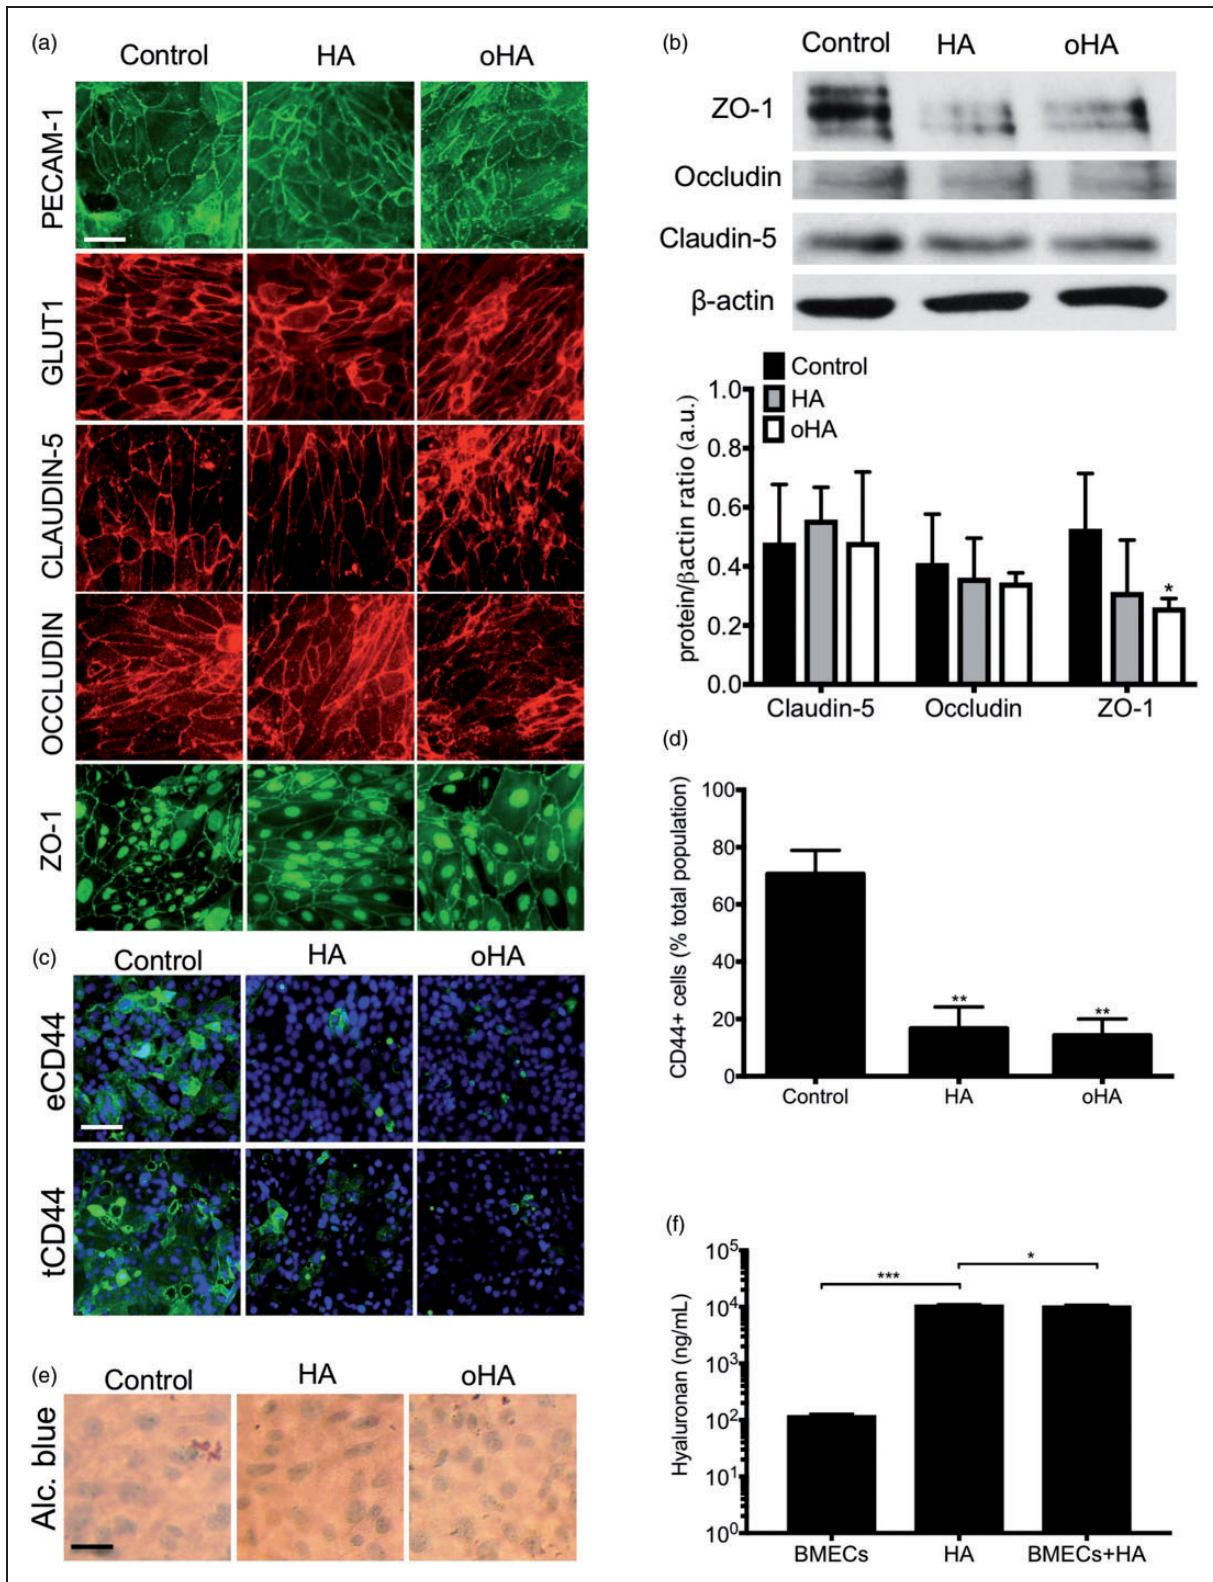 (a)
Control HA oHA
PECAM-1
GLUT1
CLAUDIN-5
OCCLUDIN
ZO-1
(b)
Control HA oHA
ZO-1
Occludin
Claudin-5
β-actin
Control
HA
oHA
protein/βactin ratio (a.u.)
1.0
0.8
0.6
0.4
0.2
0.0
*
Claudin-5 Occludin ZO-1
(c)
Control HA oHA
eCD44
tCD44
(d)
CD44+ cells (% total population)
100
80
60
40
20
0
** **
Control HA oHA
(e)
Control HA oHA
Alc. blue
(f)
Hyaluronan (ng/mL)
10⁵
10⁴
10³
10²
10¹
10⁰
*** *
BMECs HA BMECs+HA